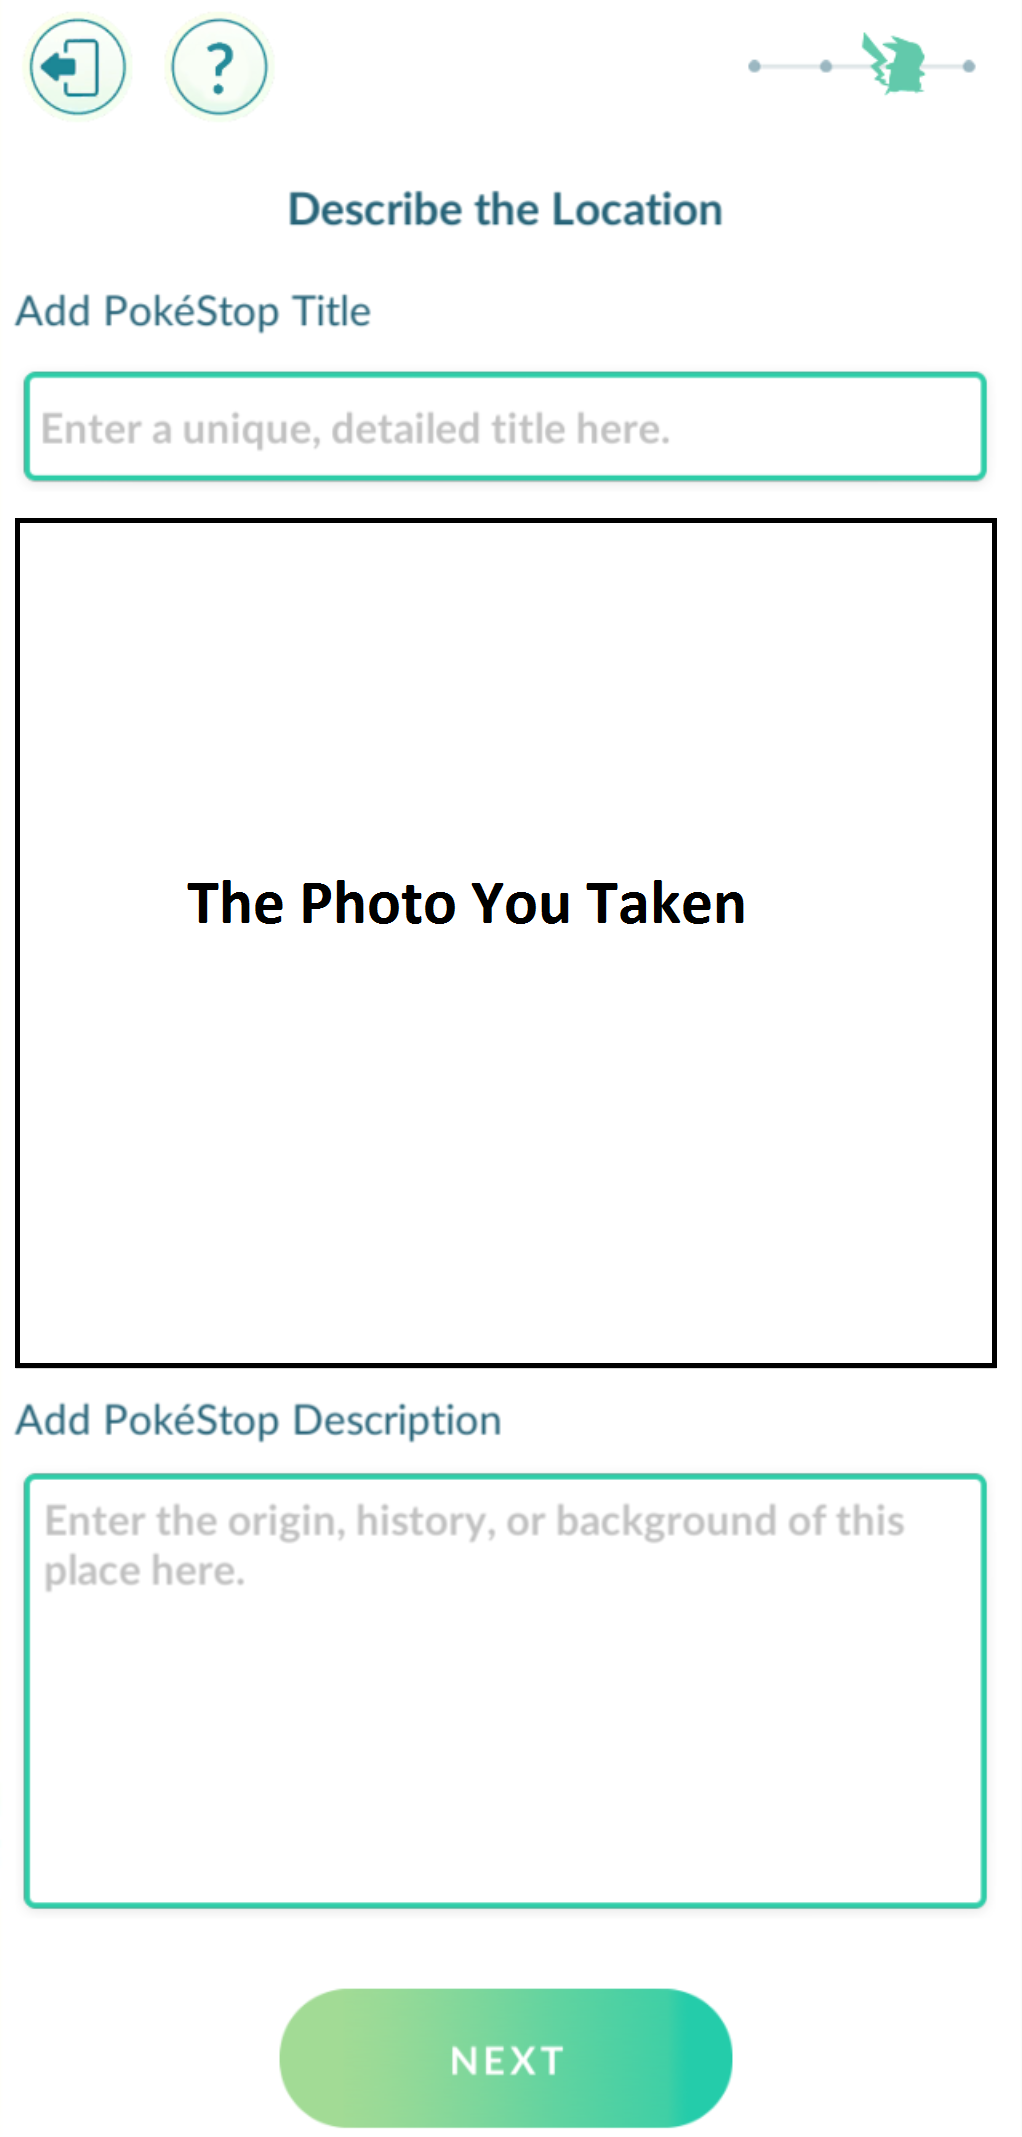 ?
Describe the Location
Add PokéStop Title
Enter a unique, detailed title here.
The Photo You Taken
Add PokéStop Description
Enter the origin, history, or background of this
place here.
NEXT